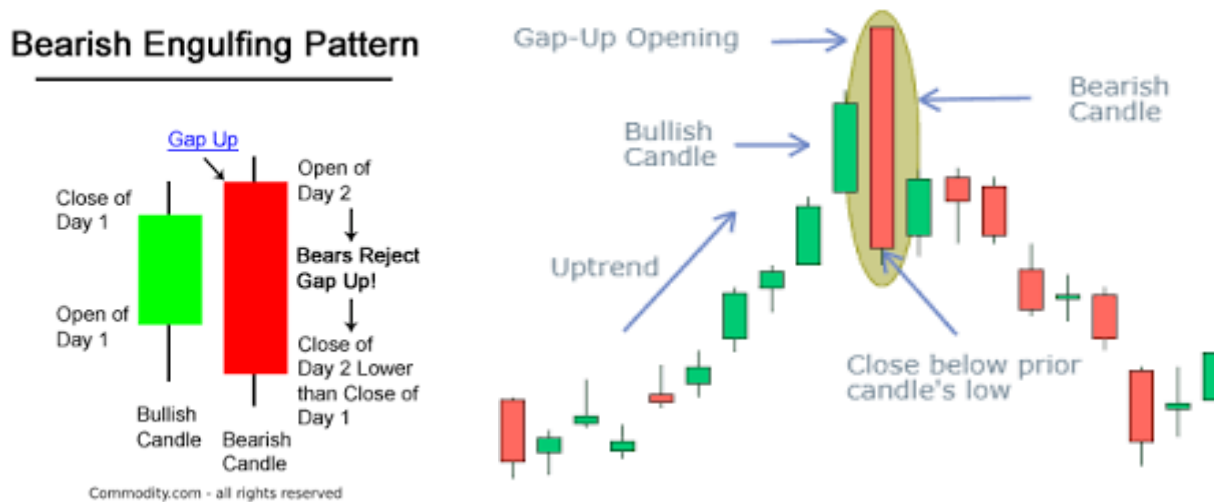 Bearish Engulfing Pattern
Gap Up
Close of
Day 1
Open of
Day 1
Open of
Day 2
Bears Reject
Gap Up!
Close of
Day 2 Lower
than Close of
Day 1
Bullish
Candle
Bearish
Candle
Commodity.com - all rights reserved
Gap-Up Opening
Bullish
Candle
Bearish
Candle
Uptrend
Close below prior
candle's low